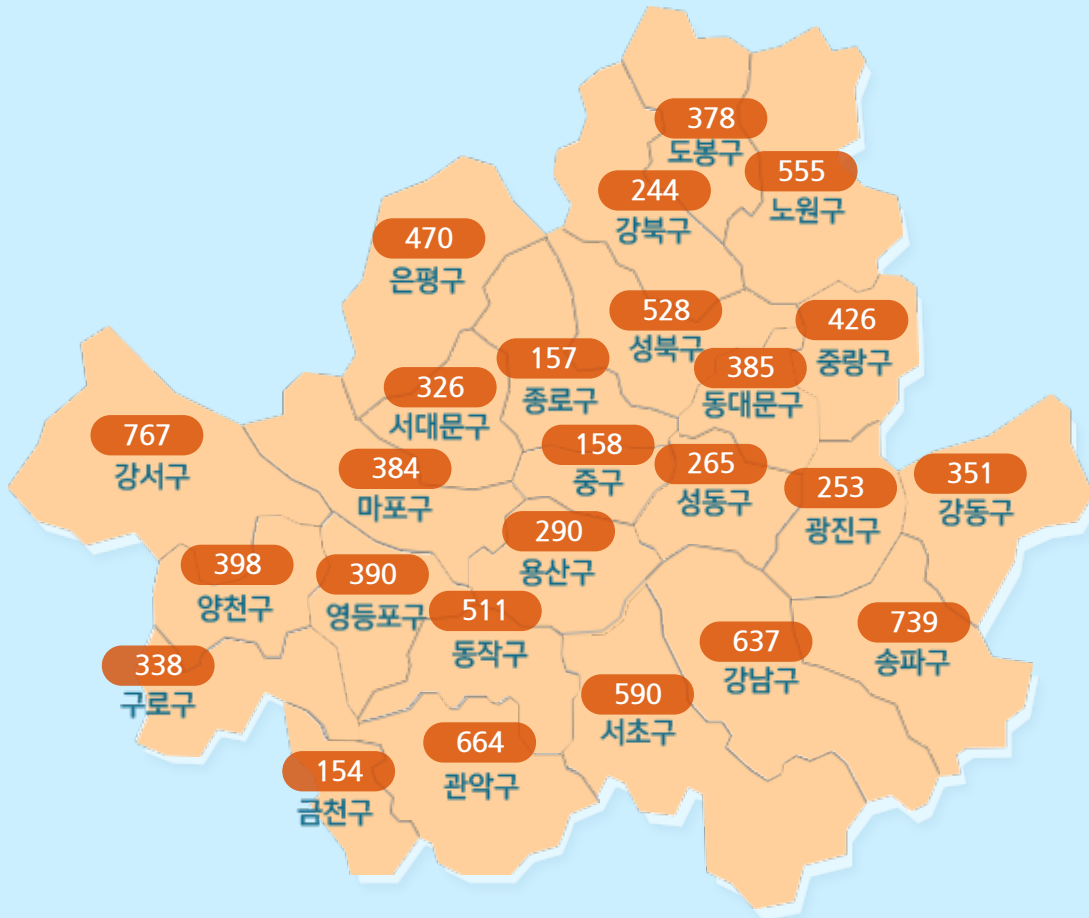 378
도봉구
555
노원구
244
강북구
470
은평구
528
성북구
426
중랑구
157
종로구
385
동대문구
326
서대문구
767
강서구
158
중구
384
마포구
265
성동구
253
광진구
351
강동구
290
용산구
398
양천구
390
영등포구
511
동작구
637
강남구
739
송파구
338
구로구
590
서초구
664
관악구
154
금천구